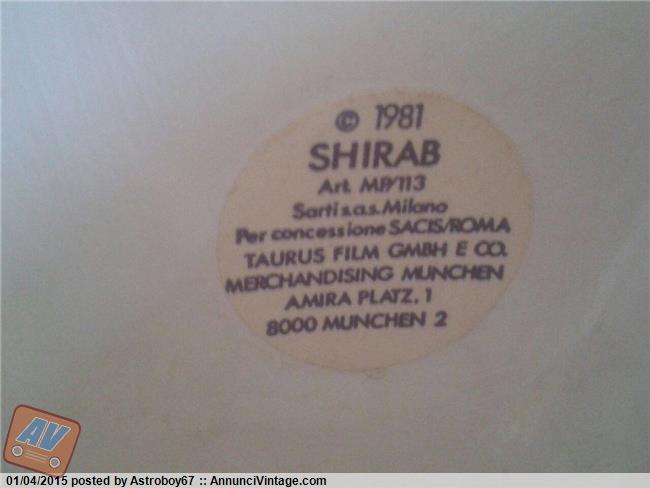 © 1981
SHIRAB
Art. MP/113
Sarti s.a.s. Milano
Per concessione SACIS/ROMA
TAURUS FILM GMBH E CO.
MERCHANDISING MUNCHEN
AMIRA PLATZ, 1
8000 MUNCHEN 2
AV
01/04/2015 posted by Astroboy67 :: AnnunciVintage.com